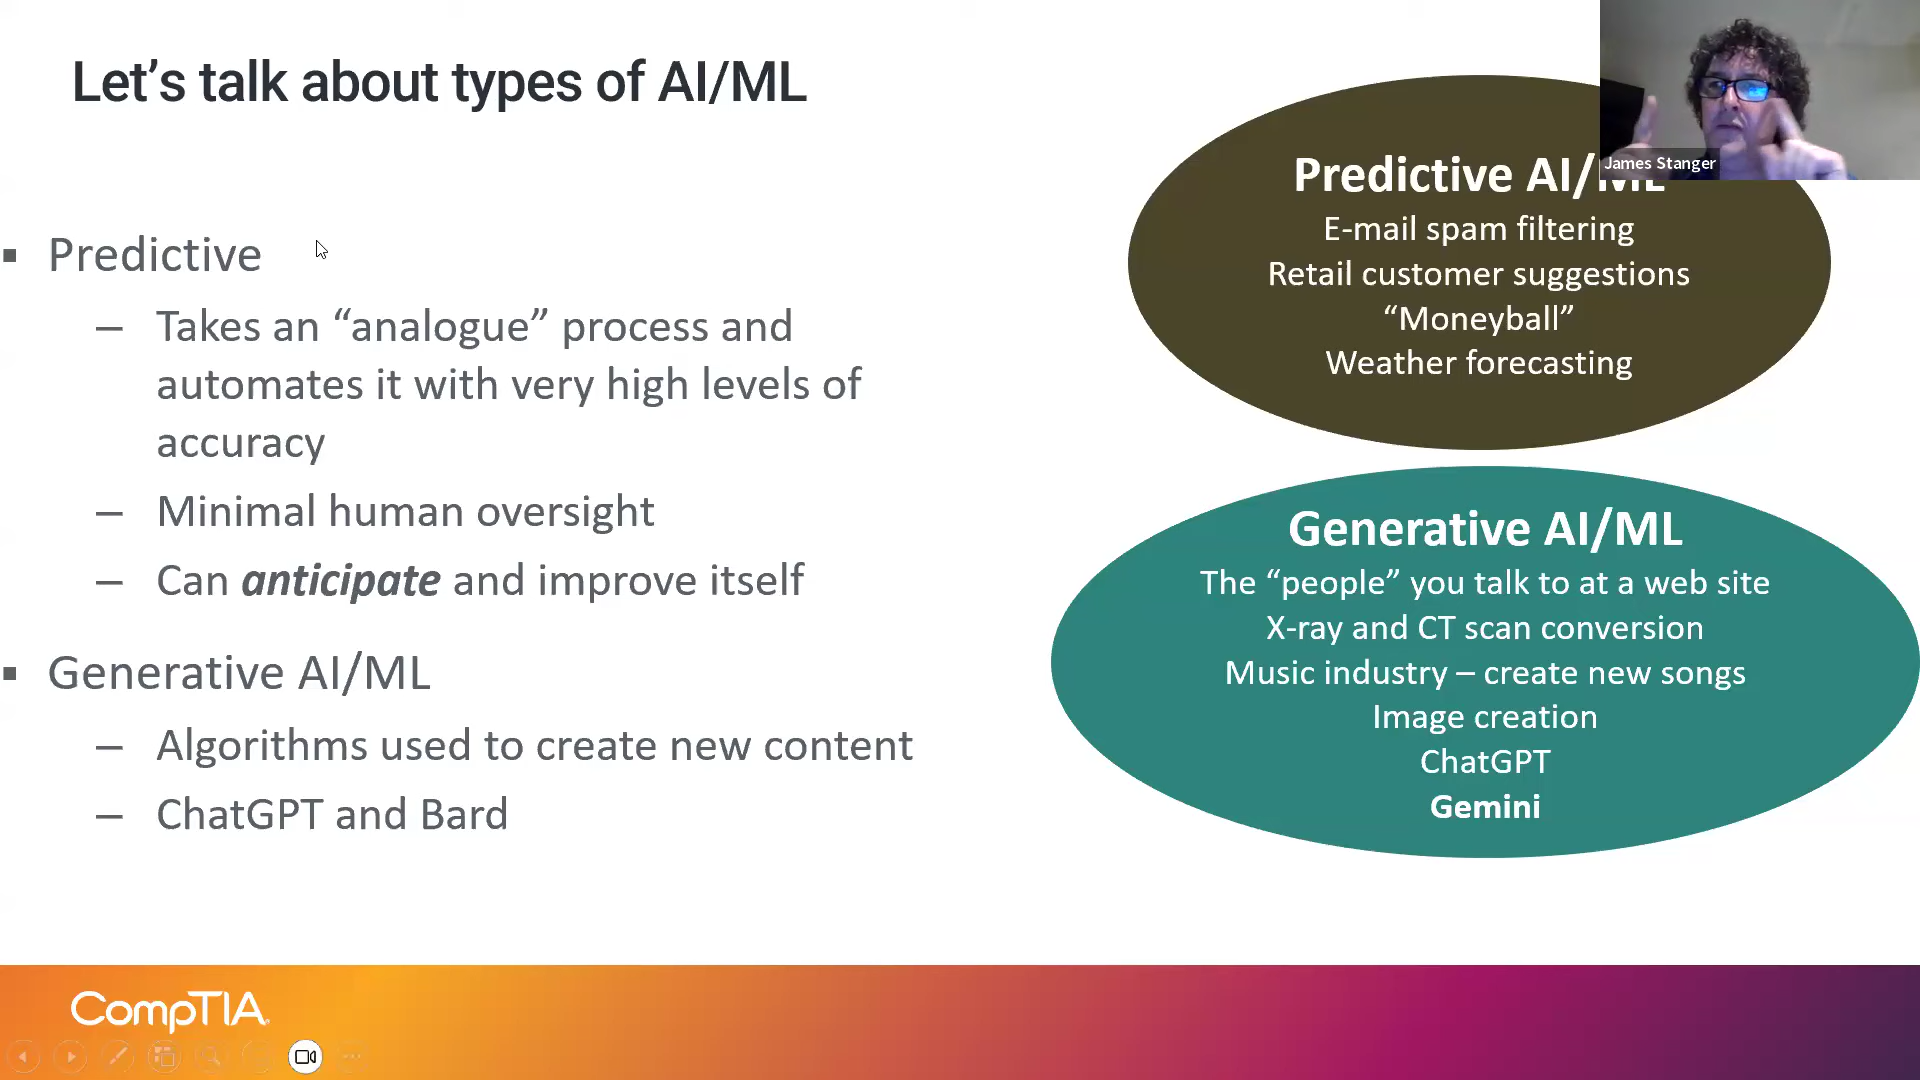 Let’s talk about types of AI/ML
▪ Predictive
– Takes an “analogue” process and
automates it with very high levels of
accuracy
– Minimal human oversight
– Can anticipate and improve itself
▪ Generative AI/ML
– Algorithms used to create new content
– ChatGPT and Bard
Predictive AI/ML
E-mail spam filtering
Retail customer suggestions
“Moneyball”
Weather forecasting
James Stanger
Generative AI/ML
The “people” you talk to at a web site
X-ray and CT scan conversion
Music industry – create new songs
Image creation
ChatGPT
Gemini
CompTIA